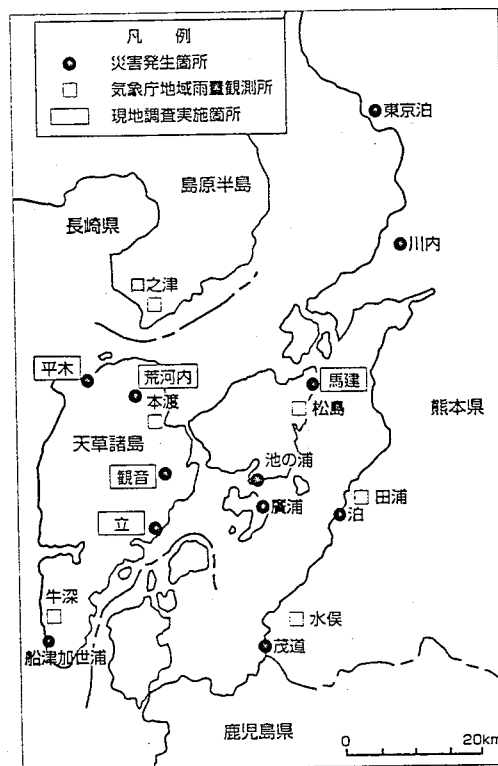 凡 例
災害発生箇所
気象庁地域雨量観測所
現地調査実施箇所
東京泊
島原半島
長崎県
川内
口之津
平木
荒河内
馬建
本渡
松島
熊本県
天草諸島
池の浦
観音
田浦
廣浦
泊
立
牛深
水俣
船津加世浦
茂道
鹿児島県
0
20km